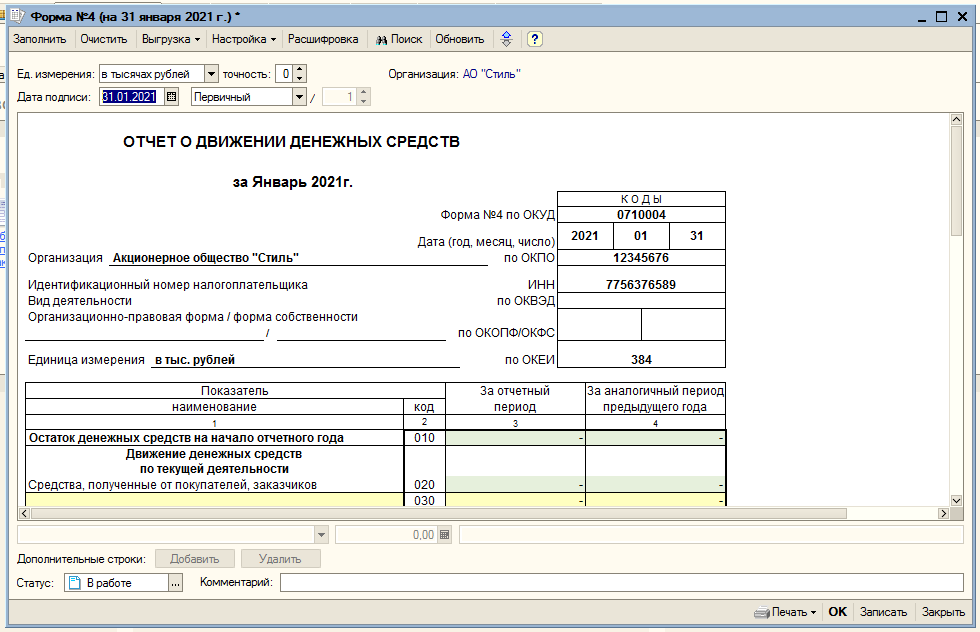 Форма №4 (на 31 января 2021 г.) *
Заполнить Очистить Выгрузка Настройка Расшифровка Поиск Обновить ?
Ед. измерения: в тысячах рублей точность: 0 Организация: АО "Стиль"
Дата подписи: 31.01.2021 Первичный / 1
ОТЧЕТ О ДВИЖЕНИИ ДЕНЕЖНЫХ СРЕДСТВ
за Январь 2021г.
К О Д Ы
Форма №4 по ОКУД 0710004
Дата (год, месяц, число) 2021 01 31
Организация Акционерное общество "Стиль" по ОКПО 12345676
Идентификационный номер налогоплательщика ИНН 7756376589
Вид деятельности по ОКВЭД
Организационно-правовая форма / форма собственности
/ по ОКОПФ/ОКФС
Единица измерения в тыс. рублей по ОКЕИ 384
Показатель За отчетный За аналогичный период
наименование код период предыдущего года
1 2 3 4
Остаток денежных средств на начало отчетного года 010 - -
Движение денежных средств
по текущей деятельности
Средства, полученные от покупателей, заказчиков 020 - -
030 - -
0,00
Дополнительные строки: Добавить Удалить
Статус: В работе ... Комментарий:
Печать OK Записать Закрыть